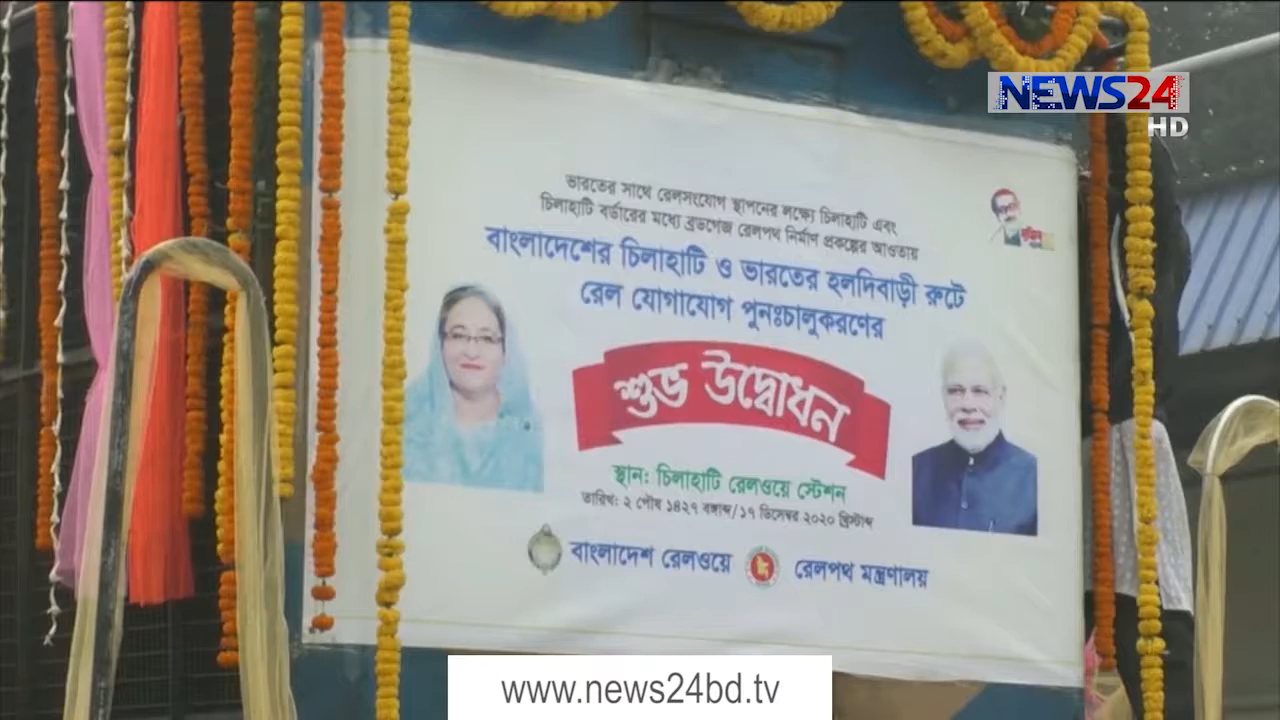 NEWS24
HD
ভারতের সাথে রেলসংযোগ স্থাপনের লক্ষ্যে চিলাহাটি এবং
চিলাহাটি বর্ডারের মধ্যে ব্রডগেজ রেলপথ নির্মাণ প্রকল্পের আওতায়
বাংলাদেশের চিলাহাটি ও ভারতের হলদিবাড়ী রুটে
রেল যোগাযোগ পুনঃচালুকরণের
শুভ উদ্বোধন
স্থান: চিলাহাটি রেলওয়ে স্টেশন
তারিখ: ২ পৌষ ১৪২৭ বঙ্গাব্দ/১৭ ডিসেম্বর ২০২০ খ্রিস্টাব্দ
বাংলাদেশ রেলওয়ে রেলপথ মন্ত্রণালয়
www.news24bd.tv